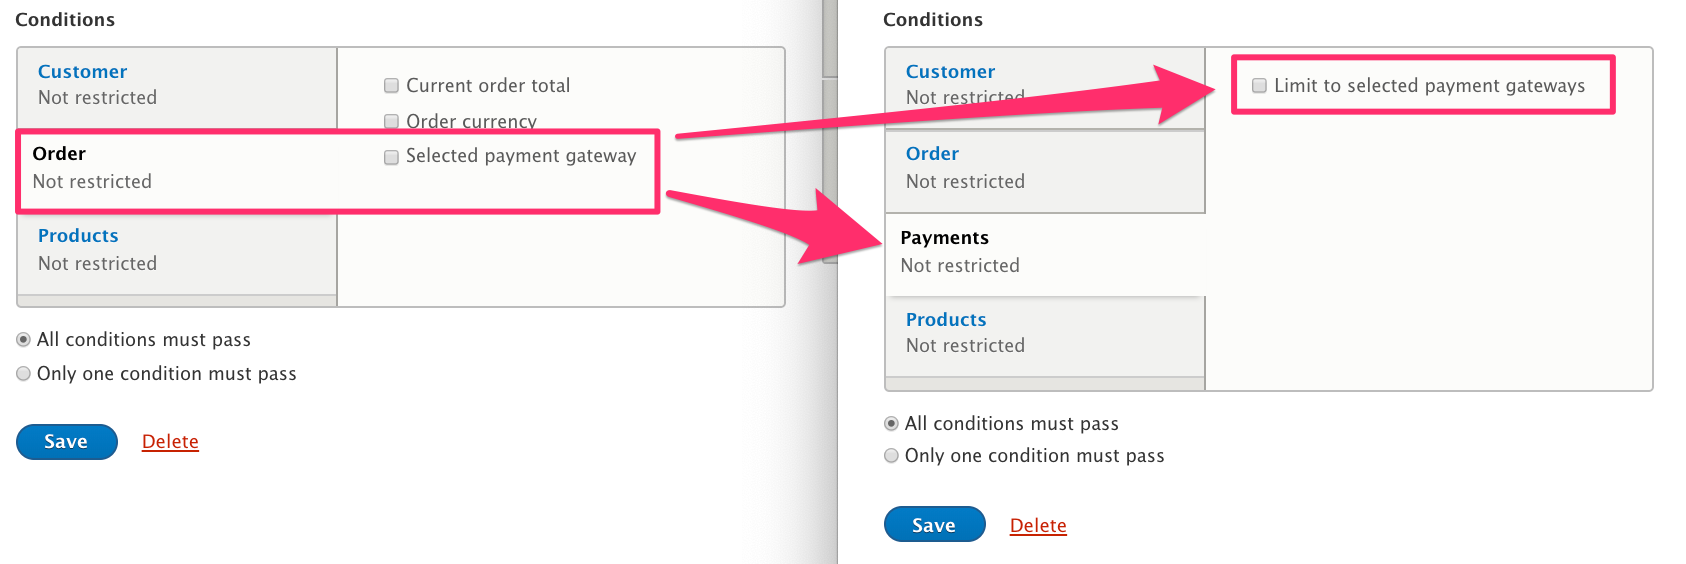 Conditions
Customer
Not restricted
Current order total
Order currency
Order
Not restricted
Selected payment gateway
Products
Not restricted
All conditions must pass
Only one condition must pass
Save
Delete
Conditions
Customer
Not restricted
Limit to selected payment gateways
Order
Not restricted
Payments
Not restricted
Products
Not restricted
All conditions must pass
Only one condition must pass
Save
Delete